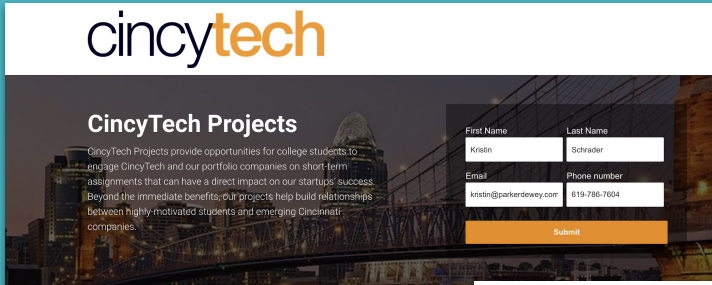 cincytech
CincyTech Projects
CincyTech Projects provide opportunities for college students to
engage CincyTech and our portfolio companies on short-term
assignments that can have a direct impact on our startups' success.
Beyond the immediate benefits, our projects help build relationships
between highly-motivated students and emerging Cincinnati
companies.
First Name Last Name
Kristin Schrader
Email Phone number
kristin@parkerdewey.com 619-786-7604
Submit